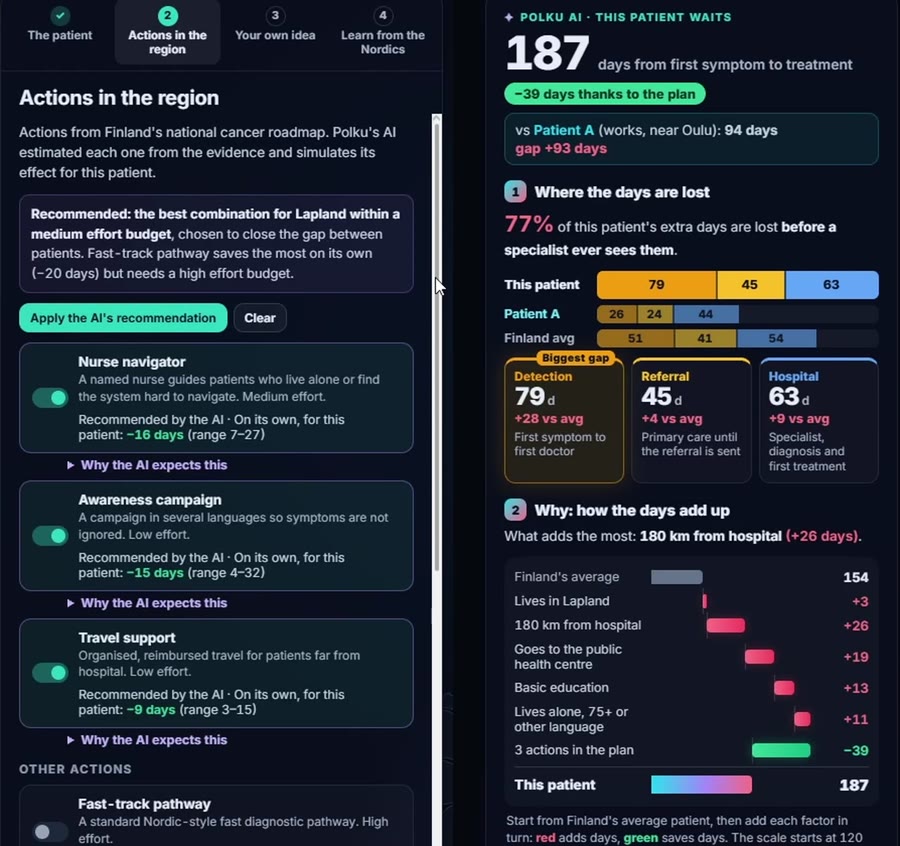 The patient
2
Actions in the
region
3
Your own idea
4
Learn from the
Nordics
Actions in the region
Actions from Finland's national cancer roadmap. Polku's AI
estimated each one from the evidence and simulates its
effect for this patient.
Recommended: the best combination for Lapland within a
medium effort budget, chosen to close the gap between
patients. Fast-track pathway saves the most on its own
(−20 days) but needs a high effort budget.
Apply the AI's recommendation
Clear
Nurse navigator
A named nurse guides patients who live alone or find
the system hard to navigate. Medium effort.
Recommended by the AI · On its own, for this
patient: −16 days (range 7–27)
Why the AI expects this
Awareness campaign
A campaign in several languages so symptoms are not
ignored. Low effort.
Recommended by the AI · On its own, for this
patient: −15 days (range 4–32)
Why the AI expects this
Travel support
Organised, reimbursed travel for patients far from
hospital. Low effort.
Recommended by the AI · On its own, for this
patient: −9 days (range 3–15)
Why the AI expects this
OTHER ACTIONS
Fast-track pathway
A standard Nordic-style fast diagnostic pathway. High
effort.
POLKU AI · THIS PATIENT WAITS
187 days from first symptom to treatment
−39 days thanks to the plan
vs Patient A (works, near Oulu): 94 days
gap +93 days
1 Where the days are lost
77% of this patient's extra days are lost before a
specialist ever sees them.
This patient 79 45 63
Patient A 26 24 44
Finland avg 51 41 54
Biggest gap
Detection
79 d
+28 vs avg
First symptom to
first doctor
Referral
45 d
+4 vs avg
Primary care until
the referral is sent
Hospital
63 d
+9 vs avg
Specialist,
diagnosis and
first treatment
2 Why: how the days add up
What adds the most: 180 km from hospital (+26 days).
Finland's average 154
Lives in Lapland +3
180 km from hospital +26
Goes to the public
health centre +19
Basic education +13
Lives alone, 75+ or
other language +11
3 actions in the plan −39
This patient 187
Start from Finland's average patient, then add each factor in
turn: red adds days, green saves days. The scale starts at 120